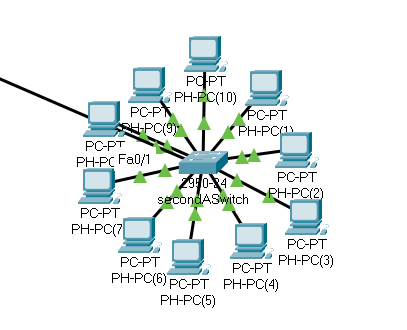 PC-PT
PH-PC(10)
PC-PT
PH-PC(9)
PC-PT
PH-PC(1)
PC-PT
PH-PC
Fa0/1
2950-24
secondASwitch
PC-PT
PH-PC(2)
PC-PT
PH-PC(7
PC-PT
PH-PC(3)
PC-PT
PH-PC(6)
PC-PT
PH-PC(4)
PC-PT
PH-PC(5)